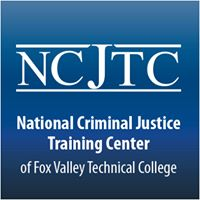 NCJTC
National Criminal Justice
Training Center
of Fox Valley Technical College